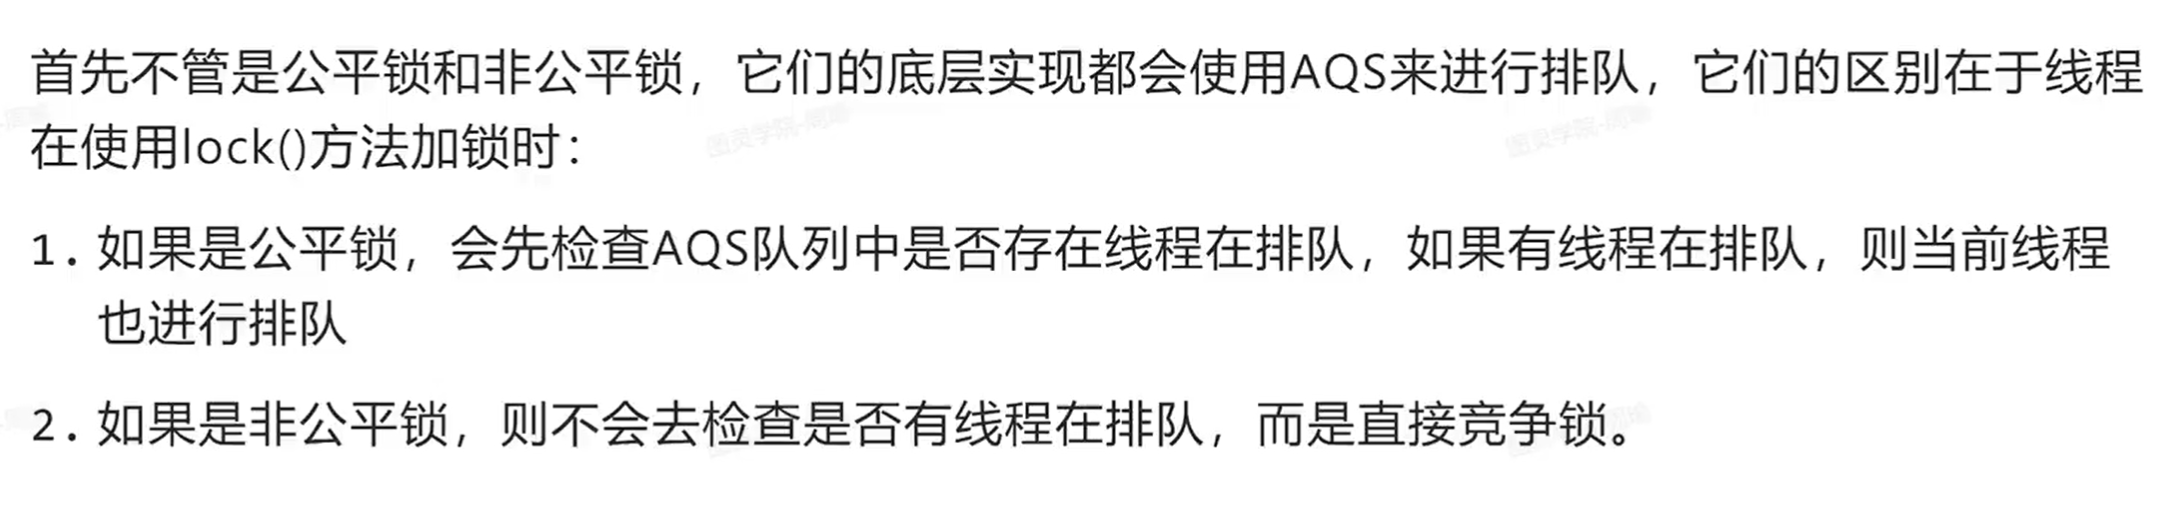 首先不管是公平锁和非公平锁，它们的底层实现都会使用AQS来进行排队，它们的区别在于线程
在使用lock()方法加锁时：
1. 如果是公平锁，会先检查AQS队列中是否存在线程在排队，如果有线程在排队，则当前线程
也进行排队
2. 如果是非公平锁，则不会去检查是否有线程在排队，而是直接竞争锁。